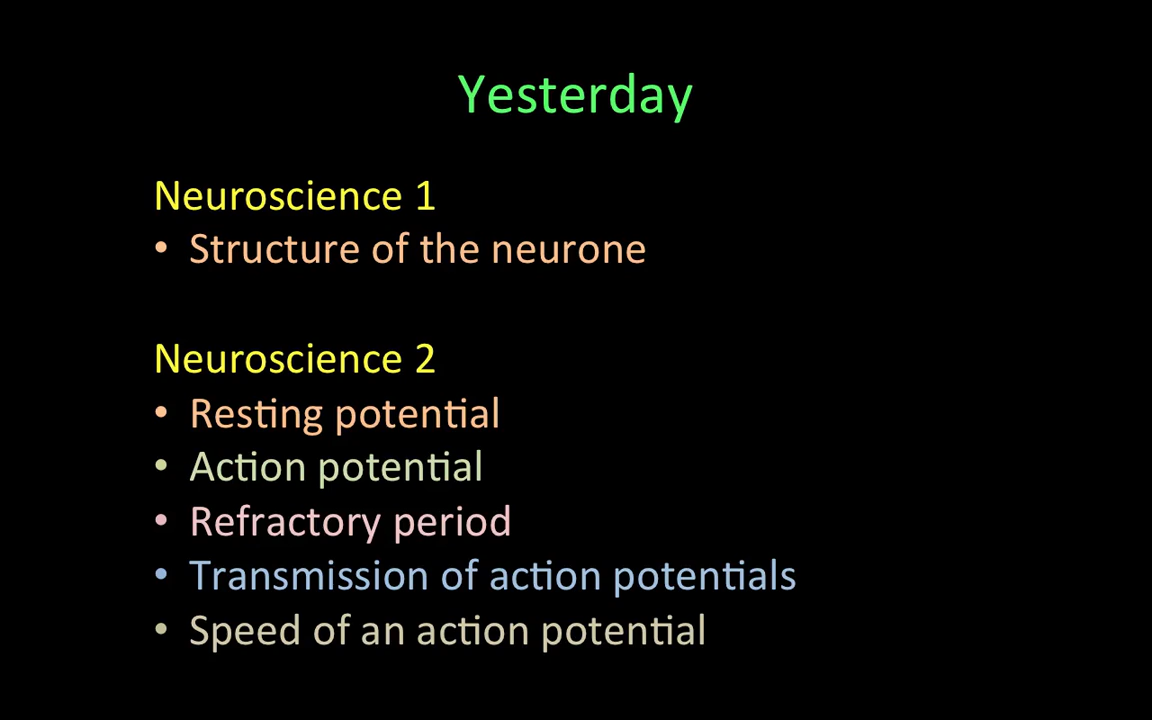 Yesterday
Neuroscience 1
• Structure of the neurone
Neuroscience 2
• Resting potential
• Action potential
• Refractory period
• Transmission of action potentials
• Speed of an action potential